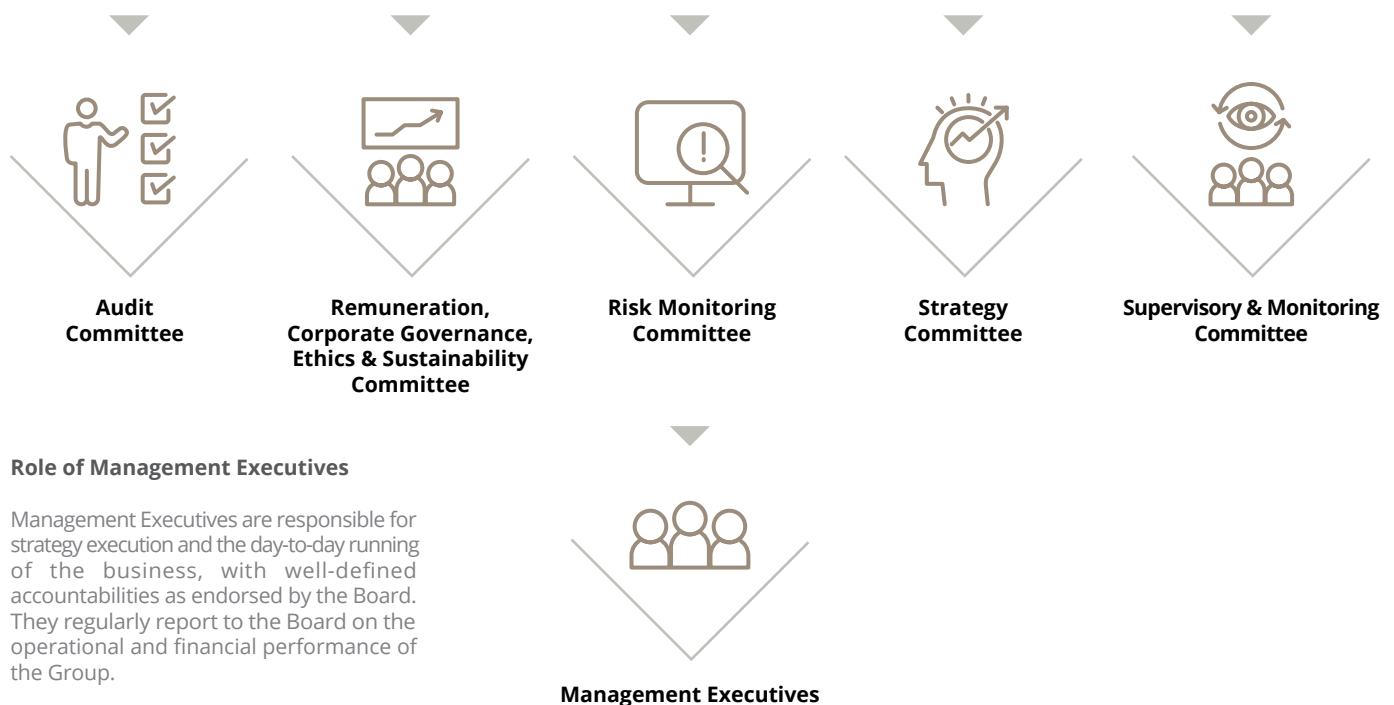 Audit
Committee
Remuneration,
Corporate Governance,
Ethics & Sustainability
Committee
Risk Monitoring
Committee
Strategy
Committee
Supervisory & Monitoring
Committee
Role of Management Executives
Management Executives are responsible for
strategy execution and the day-to-day running
of the business, with well-defined
accountabilities as endorsed by the Board.
They regularly report to the Board on the
operational and financial performance of
the Group.
Management Executives